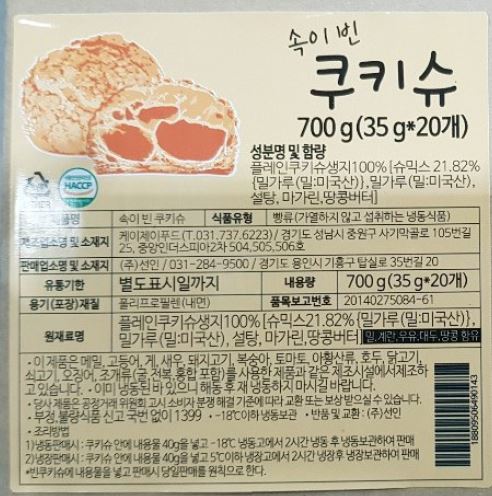 속이 빈
쿠키슈
700 g (35 g*20개)
성분명 및 함량
플레인쿠키슈생지100% [슈믹스 21.82%
{밀가루 (밀:미국산)}, 밀가루 (밀:미국산),
설탕, 마가린, 땅콩버터]
HACCP
OTHER
제품명 속이 빈 쿠키슈 식품유형 빵류(가열하지 않고 섭취하는 냉동식품)
제조업소명 및 소재지 케이제이푸드 (T.031.737.6223) / 경기도 성남시 중원구 사기막골로 105번길
25, 중앙인더스피아2차 504,505,506호
판매업소명 및 소재지 (주)선인 / 031-284-9500 / 경기도 용인시 기흥구 탑실로 35번길 20
유통기한 별도표시일까지 내용량 700 g (35 g*20개)
용기(포장)재질 폴리프로필렌(내면) 품목보고번호 20140275084-61
원재료명 플레인쿠키슈생지100% [슈믹스21.82% {밀가루 (밀:미국산)},
밀가루 (밀:미국산), 설탕, 마가린, 땅콩버터] 밀,계란,우유,대두,땅콩 함유
• 이 제품은 메밀, 고등어, 게, 새우, 돼지고기, 복숭아, 토마토, 아황산류, 호두, 닭고기,
쇠고기, 오징어, 조개류(굴, 전복, 홍합 포함)를 사용한 제품과 같은 제조시설에서제조하
고 있습니다. • 이미 냉동된 바 있으니 해동 후 재 냉동하지 마시길 바랍니다.
• 당사 제품은 공정거래 위원회 고시 소비자 분쟁 해결 기준에 따라 교환 또는 보상 받으실 수 있습니다.
• 부정,불량식품 신고 국번 없이 1399 • -18℃이하 냉동보관 • 반품 및 교환 : (주)선인
• 조리방법
1) 냉동판매시 : 쿠키슈 안에 내용물 40g을 넣고 -18℃ 냉동고에서 2시간 냉동 후 냉동보관하여 판매
2) 냉장판매시 : 쿠키슈 안에 내용물 40g을 넣고 5℃이하 냉장고에서 2시간 냉장 후 냉장보관하여 판매
*빈쿠키슈에 내용물을 넣고 판매시 당일판매를 원칙으로 한다.
18809506490143